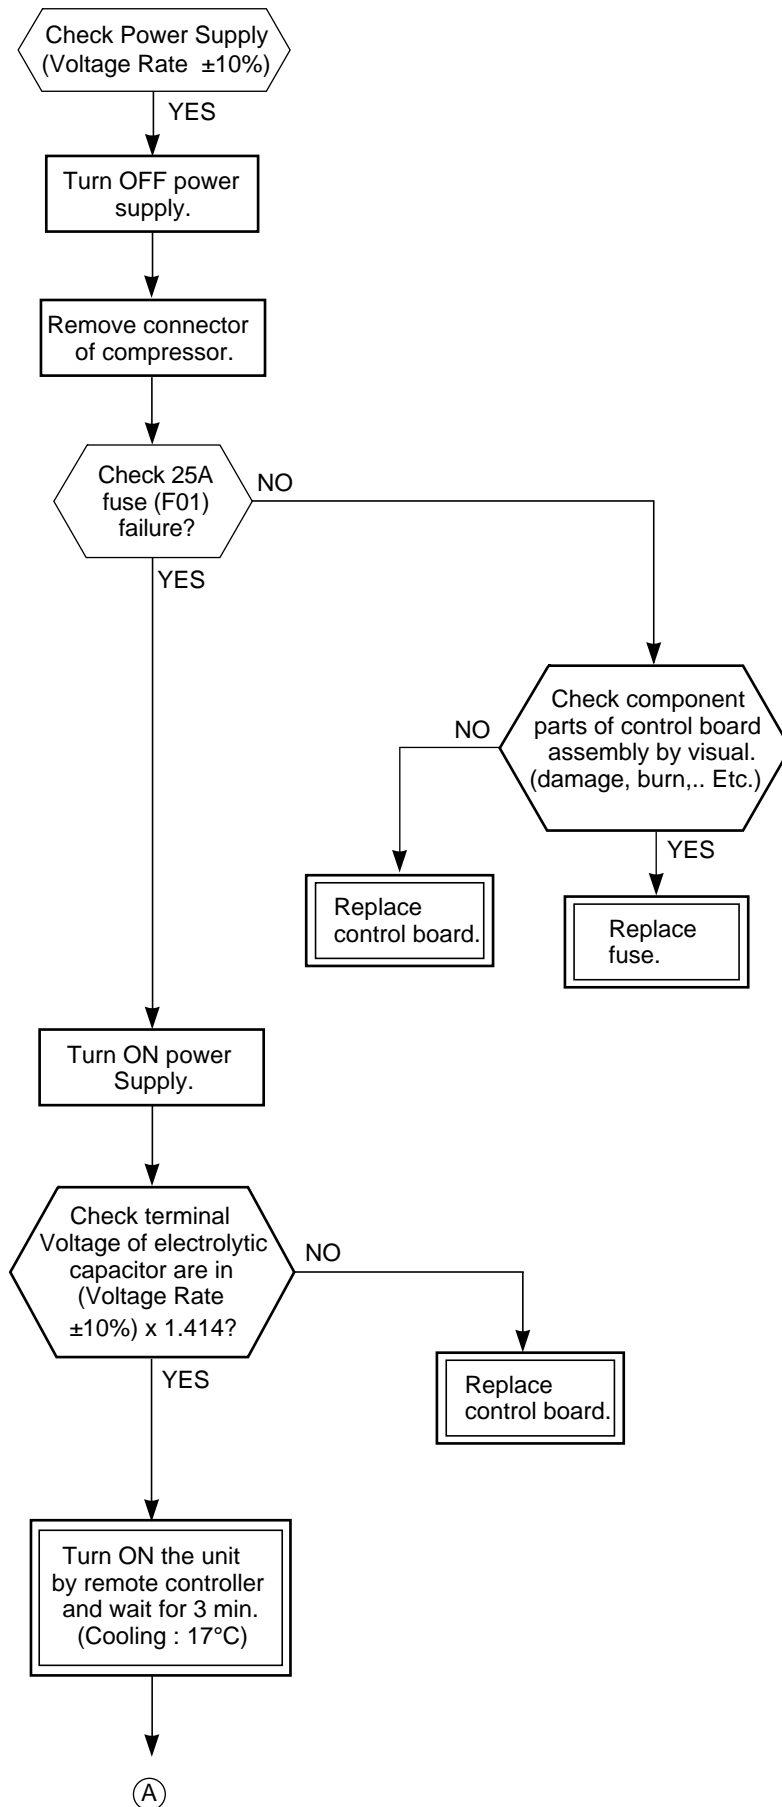 Check Power Supply
(Voltage Rate ±10%)
YES
Turn OFF power
supply.
Remove connector
of compressor.
Check 25A
fuse (F01)
failure?
NO
YES
Check component
parts of control board
assembly by visual.
(damage, burn,.. Etc.)
NO
YES
Replace
control board.
Replace
fuse.
Turn ON power
Supply.
Check terminal
Voltage of electrolytic
capacitor are in
(Voltage Rate
±10%) x 1.414?
NO
YES
Replace
control board.
Turn ON the unit
by remote controller
and wait for 3 min.
(Cooling : 17°C)
A